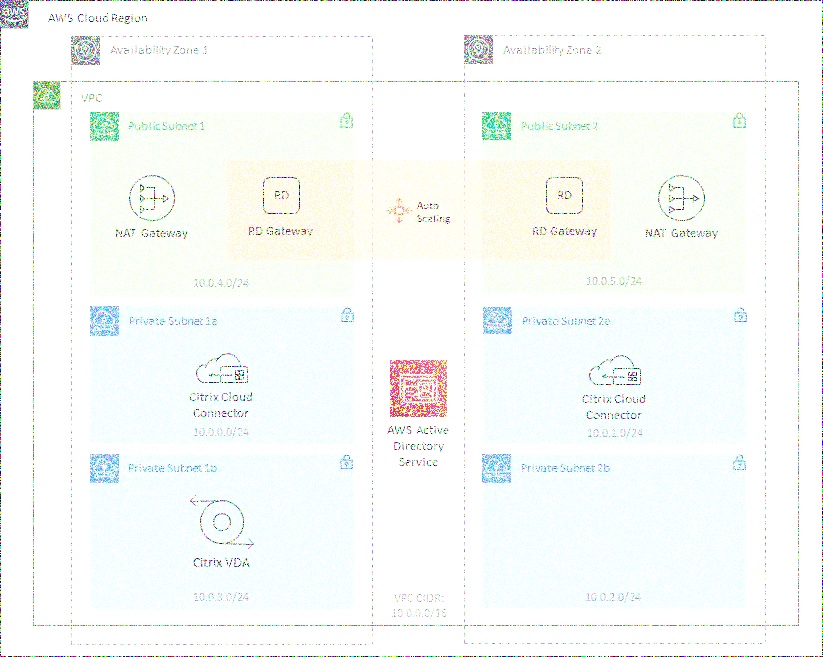 AWS Cloud Region
Availability Zone 1
Availability Zone 2
VPC
Public Subnet 1
Public Subnet 2
RD
RD
Auto
Scaling
NAT Gateway
RD Gateway
RD Gateway
NAT Gateway
10.0.4.0/24
10.0.5.0/24
Private Subnet 1a
Private Subnet 2a
Citrix Cloud
Connector
10.0.0.0/24
Citrix Cloud
Connector
10.0.1.0/24
AWS Active
Directory
Service
Private Subnet 1b
Private Subnet 2b
Citrix VDA
10.0.3.0/24
VPC CIDR:
10.0.0.0/16
10.0.2.0/24